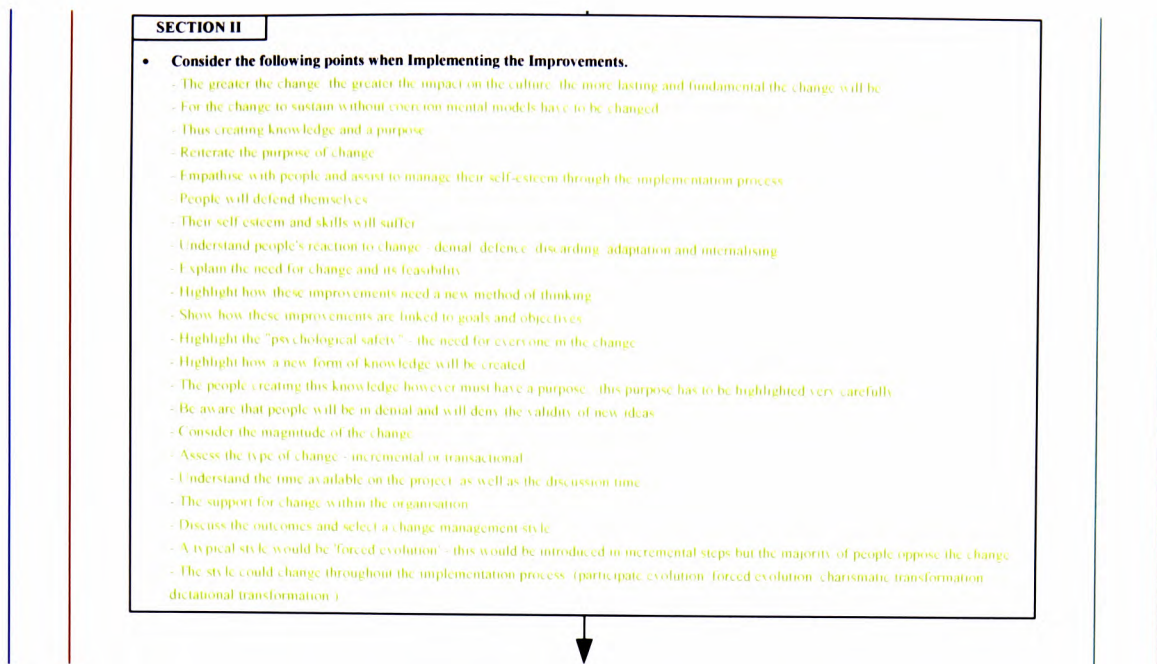 SECTION II
• Consider the following points when Implementing the Improvements.
- The greater the change the greater the impact on the culture the more lasting and fundamental the change will be
- For the change to sustain without coercion mental models have to be changed
- Thus creating knowledge and a purpose
- Reiterate the purpose of change
- Empathise with people and assist to manage their self-esteem through the implementation process
- People will defend themselves
- Their self esteem and skills will suffer
- Understand people's reaction to change - denial defence discarding adaptation and internalising
- Explain the need for change and its feasibility
- Highlight how these improvements need a new method of thinking
- Show how these improvements are linked to goals and objectives
- Highlight the "psychological safety" - the need for everyone in the change
- Highlight how a new form of knowledge will be created
- The people creating this knowledge however must have a purpose this purpose has to be highlighted very carefully
- Be aware that people will be in denial and will deny the validity of new ideas
- Consider the magnitude of the change
- Assess the type of change - incremental or transactional
- Understand the time available on the project as well as the discussion time
- The support for change within the organisation
- Discuss the outcomes and select a change management style
- A typical style would be 'forced evolution' - this would be introduced in incremental steps but the majority of people oppose the change
- The style could change throughout the implementation process (participate evolution forced evolution charismatic transformation
dictational transformation )